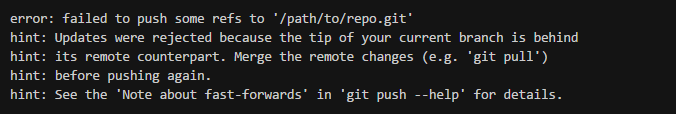 error: failed to push some refs to '/path/to/repo.git'
hint: Updates were rejected because the tip of your current branch is behind
hint: its remote counterpart. Merge the remote changes (e.g. 'git pull')
hint: before pushing again.
hint: See the 'Note about fast-forwards' in 'git push --help' for details.